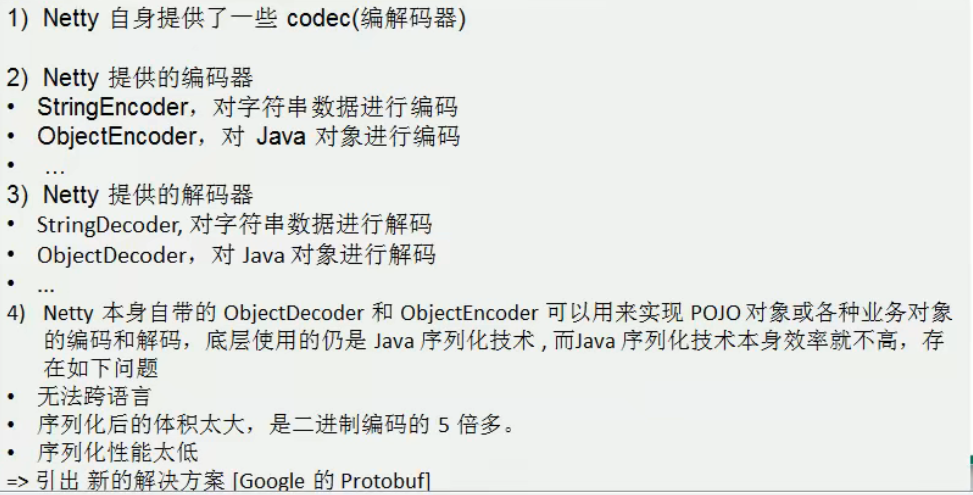 1) Netty 自身提供了一些 codec(编解码器)
2) Netty 提供的编码器
• StringEncoder，对字符串数据进行编码
• ObjectEncoder，对 Java 对象进行编码
• ...
3) Netty 提供的解码器
• StringDecoder, 对字符串数据进行解码
• ObjectDecoder，对 Java 对象进行解码
• ...
4) Netty 本身自带的 ObjectDecoder 和 ObjectEncoder 可以用来实现 POJO 对象或各种业务对象
的编码和解码，底层使用的仍是 Java 序列化技术 , 而Java 序列化技术本身效率就不高，存
在如下问题
• 无法跨语言
• 序列化后的体积太大，是二进制编码的 5 倍多。
• 序列化性能太低
=> 引出 新的解决方案 [Google 的 Protobuf]